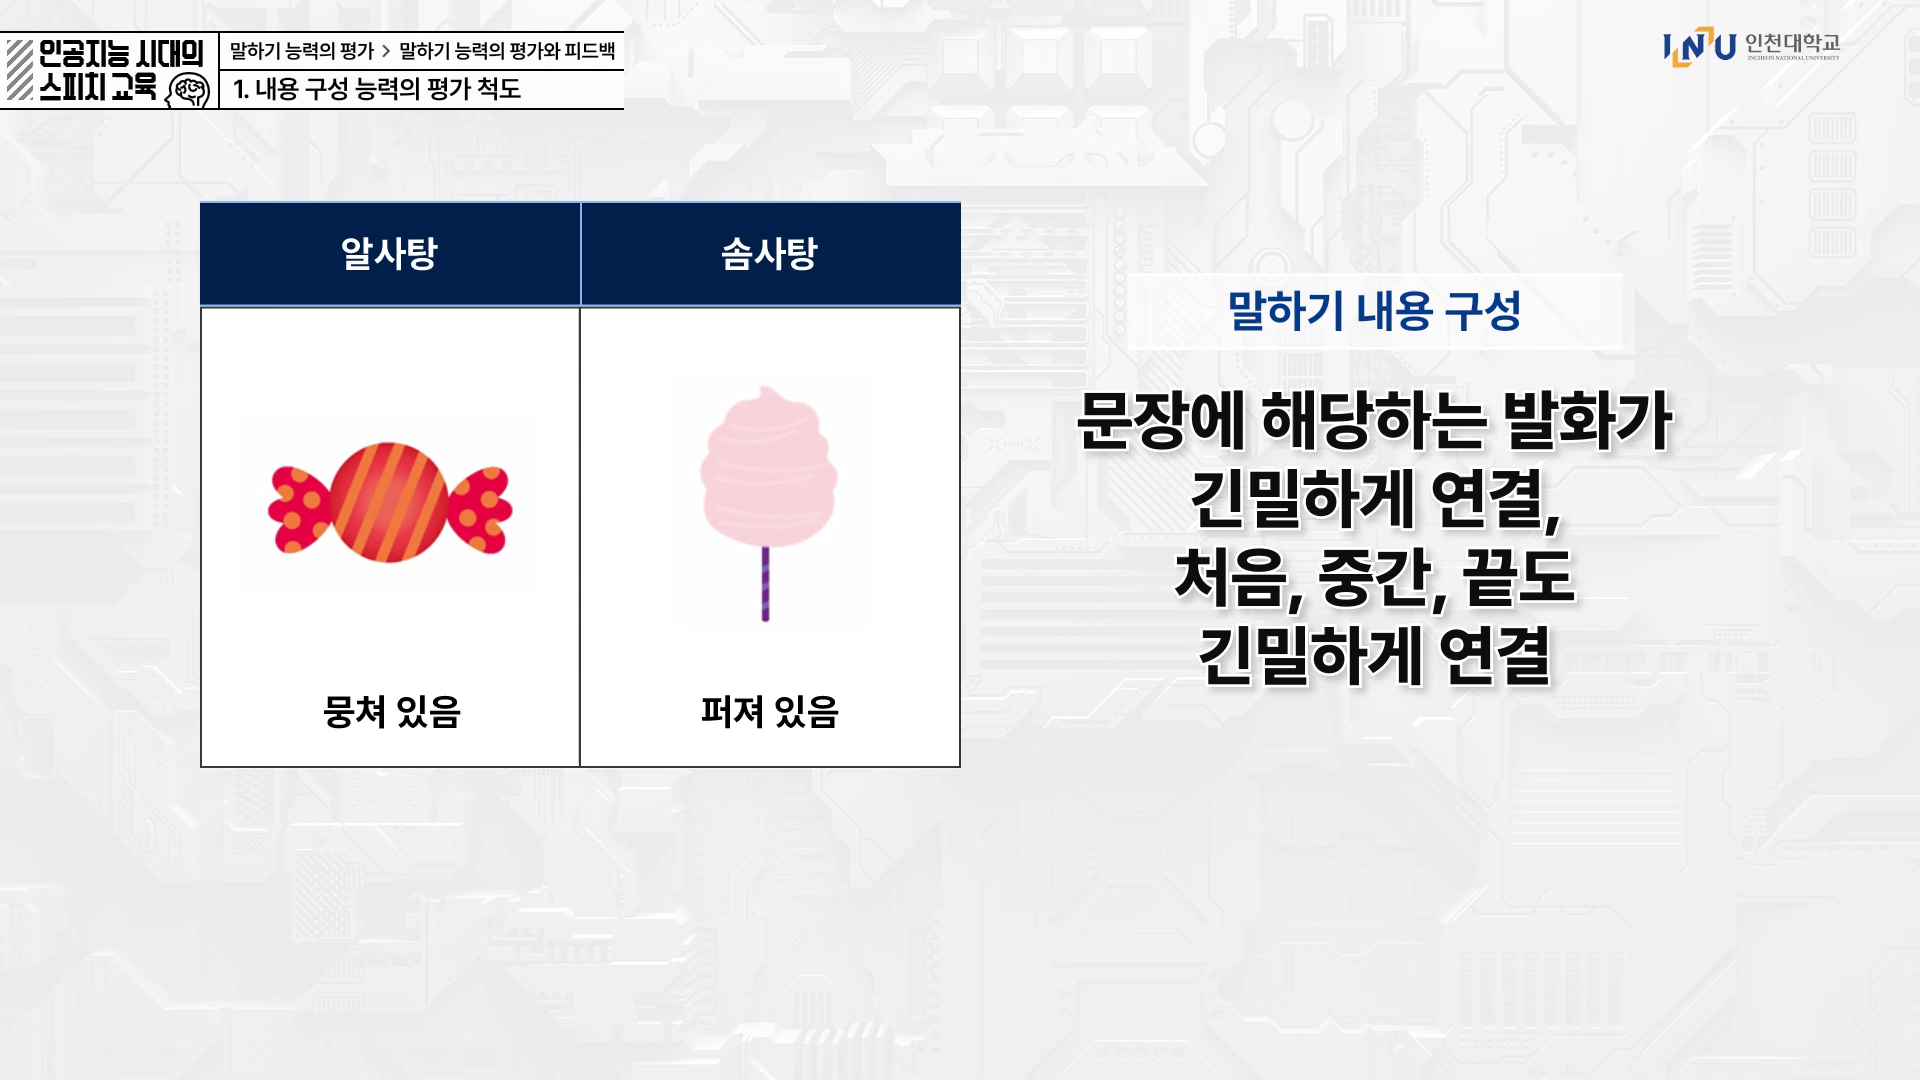 인공지능 시대의
스피치 교육
말하기 능력의 평가 > 말하기 능력의 평가와 피드백
1. 내용 구성 능력의 평가 척도
INU 인천대학교
INCHEON NATIONAL UNIVERSITY
알사탕
솜사탕
뭉쳐 있음
퍼져 있음
말하기 내용 구성
문장에 해당하는 발화가
긴밀하게 연결,
처음, 중간, 끝도
긴밀하게 연결